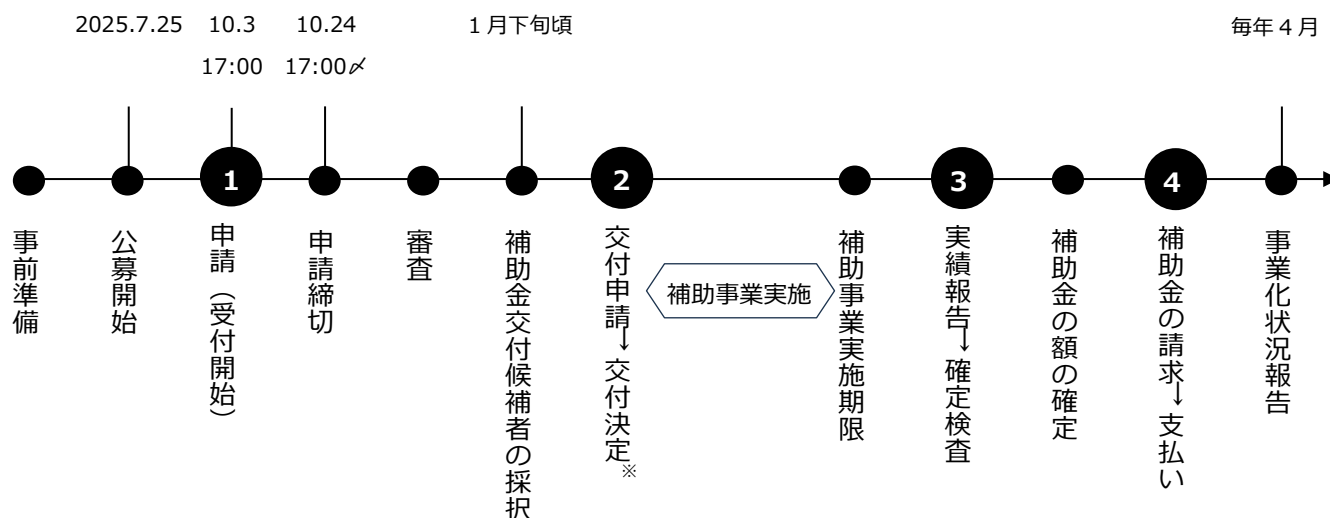 2025.7.25
10.3
17:00
10.24
17:00〆
1月下旬頃
毎年4月
1
2
3
4
事前準備
公募開始
申請（受付開始）
申請締切
審査
補助金交付候補者の採択
交付申請→交付決定※
補助事業実施
補助事業実施期限
実績報告→確定検査
補助金の額の確定
補助金の請求→支払い
事業化状況報告